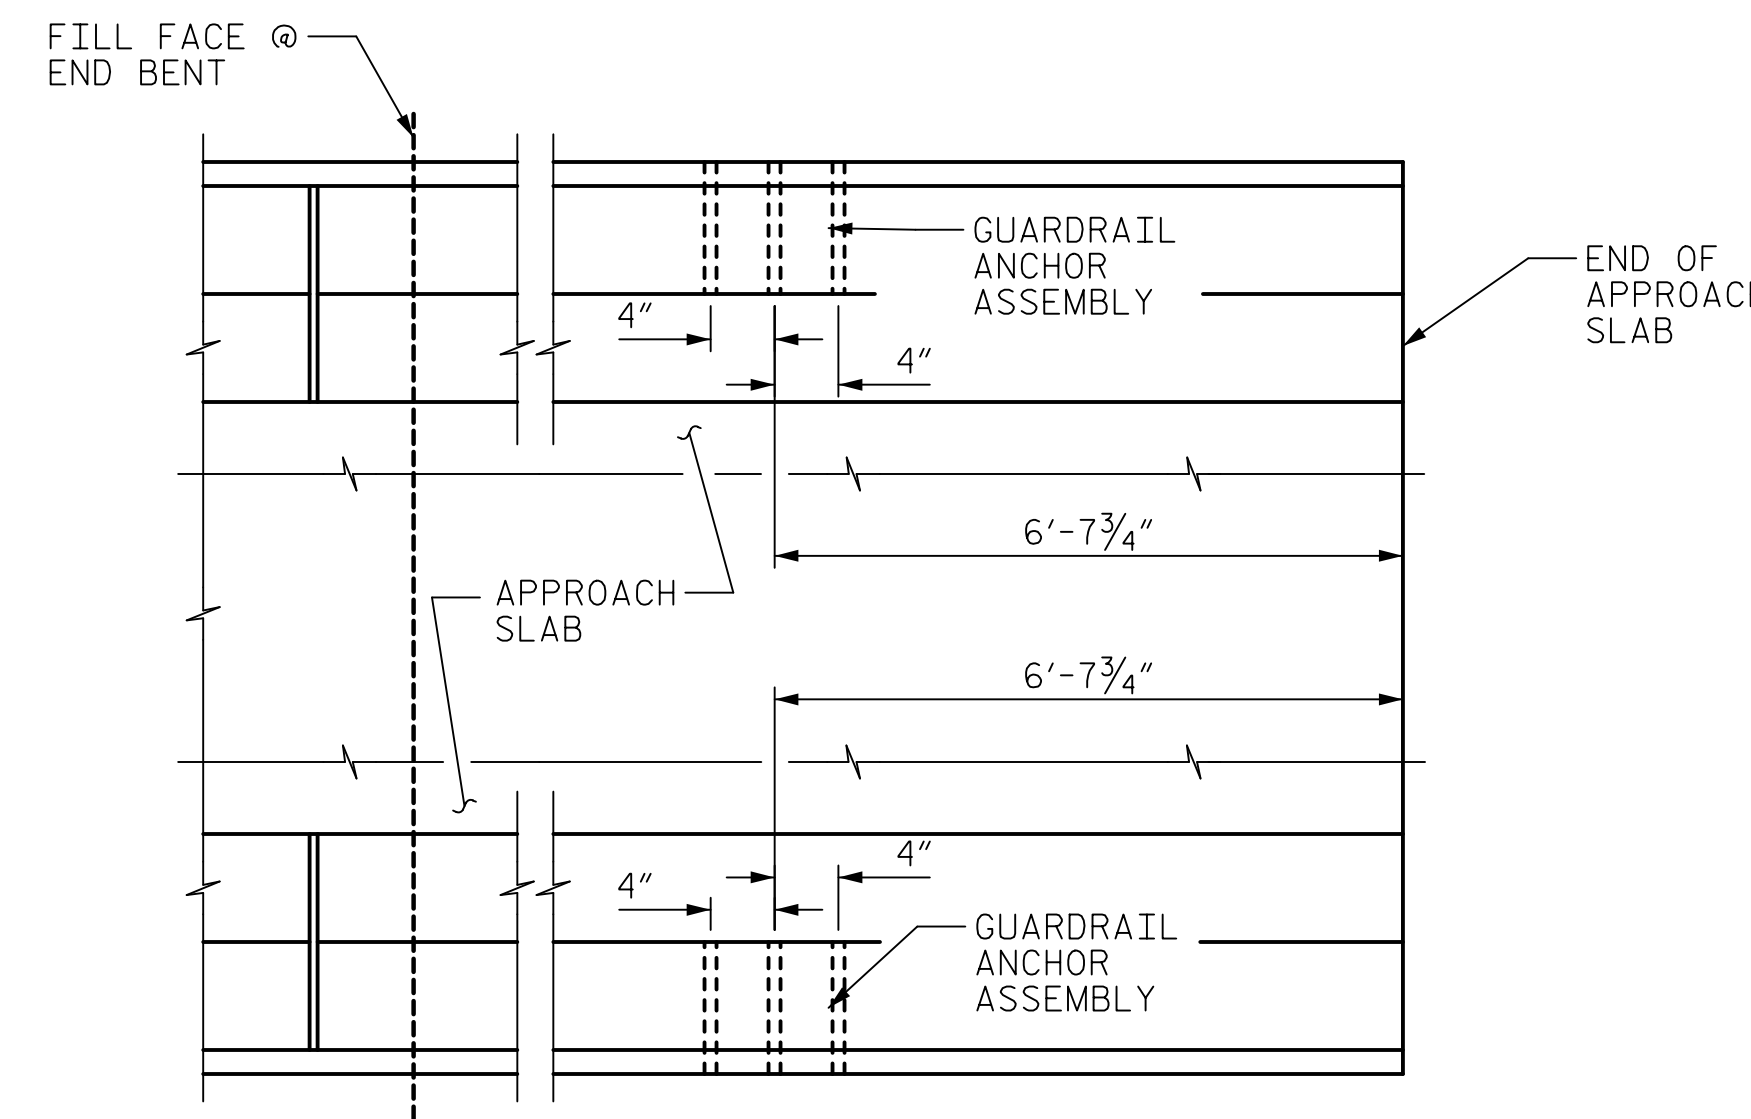 FILL FACE @
END BENT
GUARDRAIL
ANCHOR
ASSEMBLY
END OF
APPROACH
SLAB
4"
4"
6'-7¾"
APPROACH
SLAB
6'-7¾"
4"
4"
GUARDRAIL
ANCHOR
ASSEMBLY